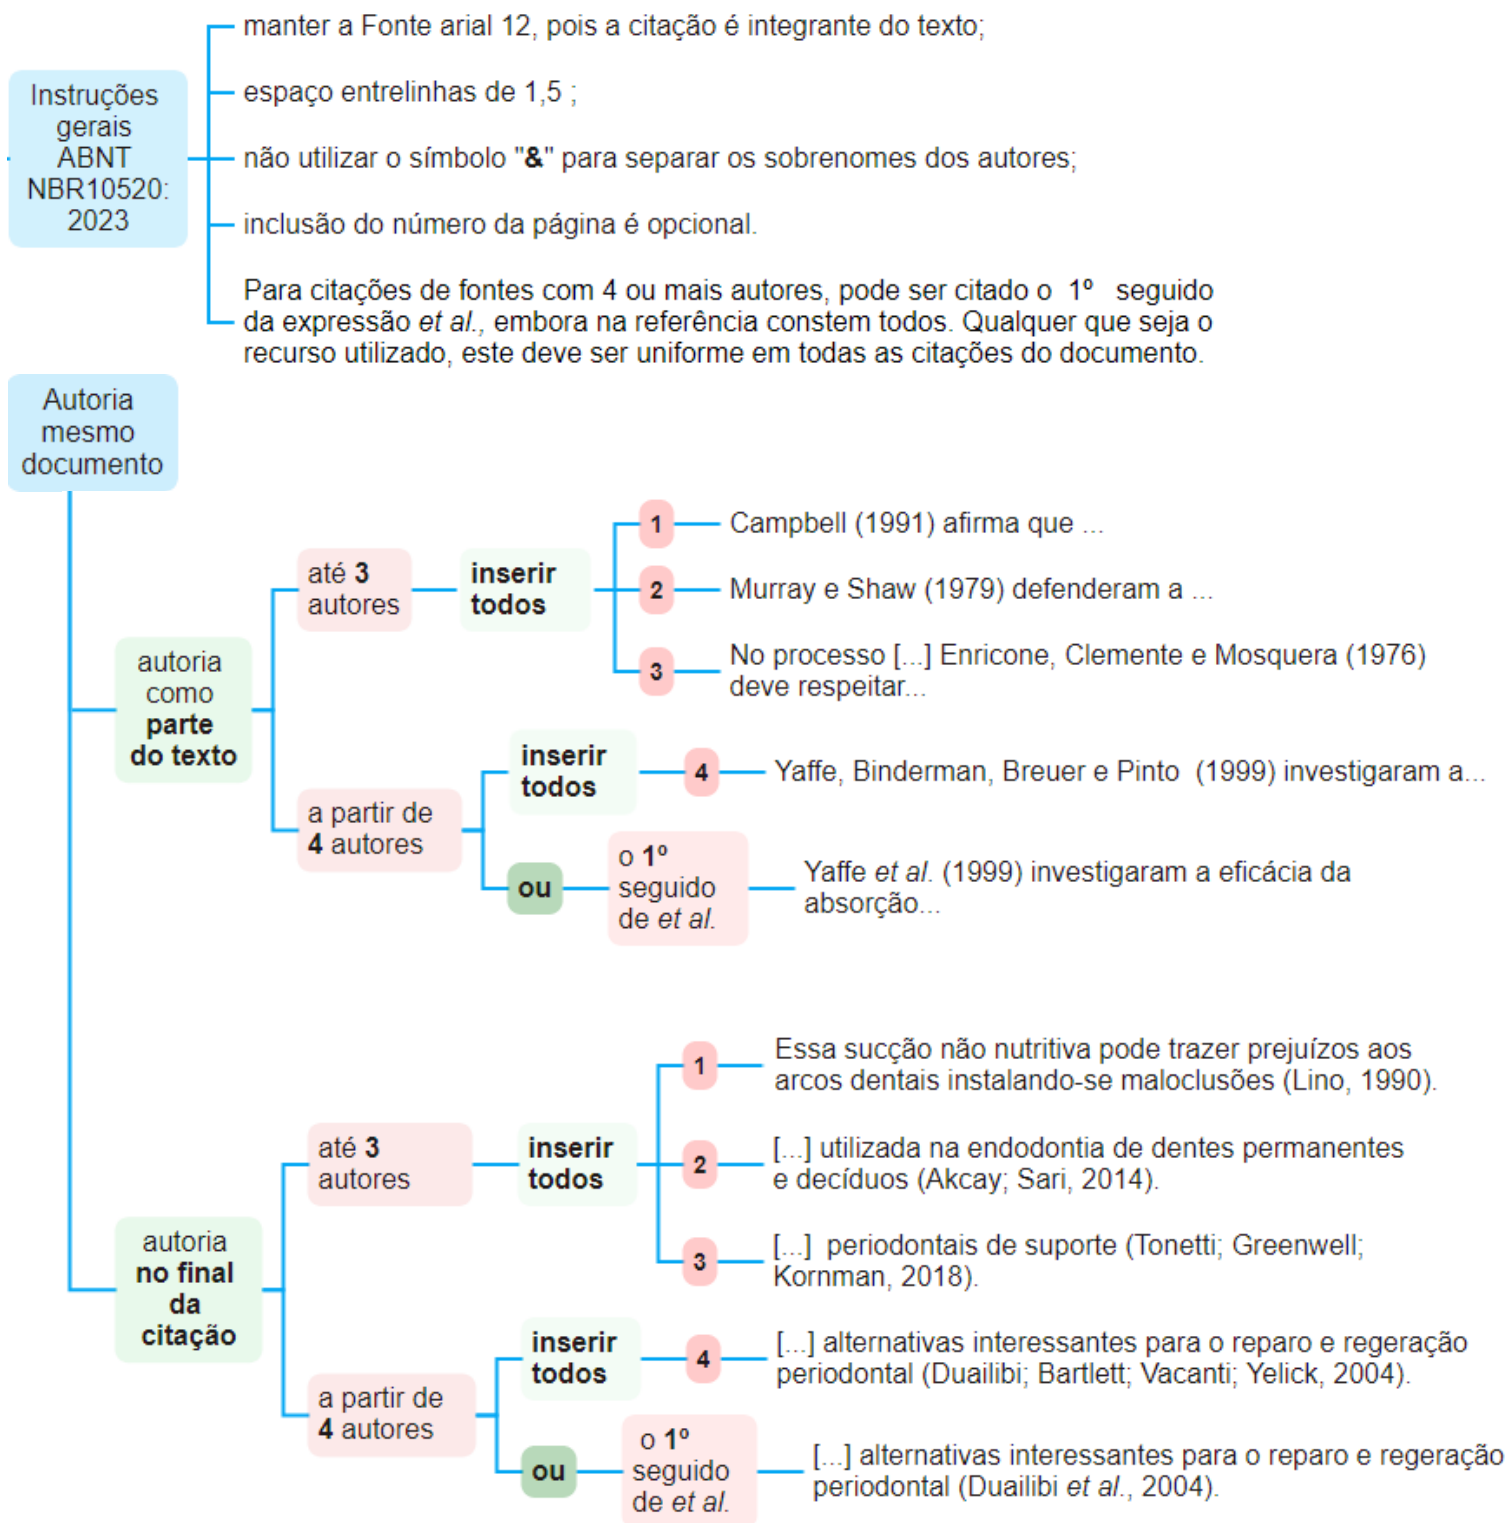 Instruções
gerais
ABNT
NBR10520:
2023
manter a Fonte arial 12, pois a citação é integrante do texto;
espaço entrelinhas de 1,5 ;
não utilizar o símbolo "&" para separar os sobrenomes dos autores;
inclusão do número da página é opcional.
Para citações de fontes com 4 ou mais autores, pode ser citado o 1º seguido
da expressão et al., embora na referência constem todos. Qualquer que seja o
recurso utilizado, este deve ser uniforme em todas as citações do documento.
Autoria
mesmo
documento
autoria
como
parte
do texto
até 3
autores
inserir
todos
1
Campbell (1991) afirma que ...
2
Murray e Shaw (1979) defenderam a ...
3
No processo [...] Enricone, Clemente e Mosquera (1976)
deve respeitar...
a partir de
4 autores
inserir
todos
4
Yaffe, Binderman, Breuer e Pinto (1999) investigaram a...
ou
o 1º
seguido
de et al.
Yaffe et al. (1999) investigaram a eficácia da
absorção...
autoria
no final
da
citação
até 3
autores
inserir
todos
1
Essa sucção não nutritiva pode trazer prejuízos aos
arcos dentais instalando-se maloclusões (Lino, 1990).
2
[...] utilizada na endodontia de dentes permanentes
e decíduos (Akcay; Sari, 2014).
3
[...] periodontais de suporte (Tonetti; Greenwell;
Kornman, 2018).
a partir de
4 autores
inserir
todos
4
[...] alternativas interessantes para o reparo e regeração
periodontal (Duailibi; Bartlett; Vacanti; Yelick, 2004).
ou
o 1º
seguido
de et al.
[...] alternativas interessantes para o reparo e regeração
periodontal (Duailibi et al., 2004).